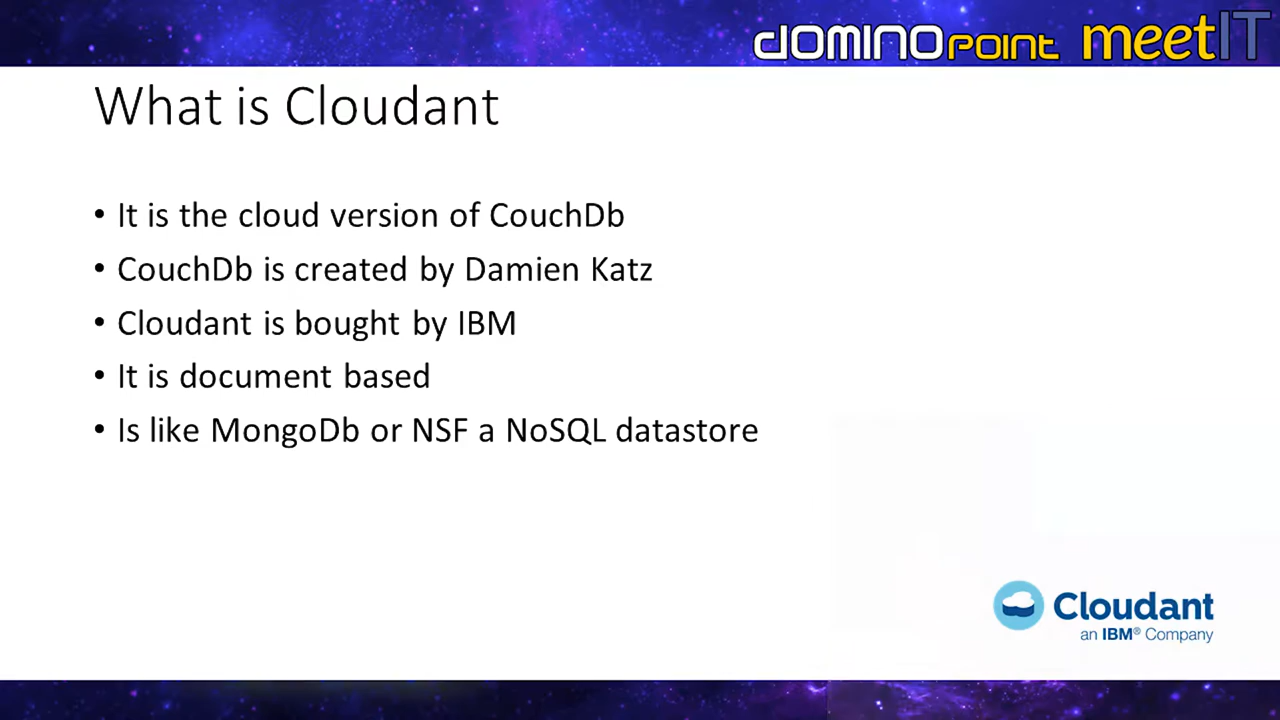 dominopoint meetIT
What is Cloudant
• It is the cloud version of CouchDb
• CouchDb is created by Damien Katz
• Cloudant is bought by IBM
• It is document based
• Is like MongoDb or NSF a NoSQL datastore
Cloudant
an IBM® Company